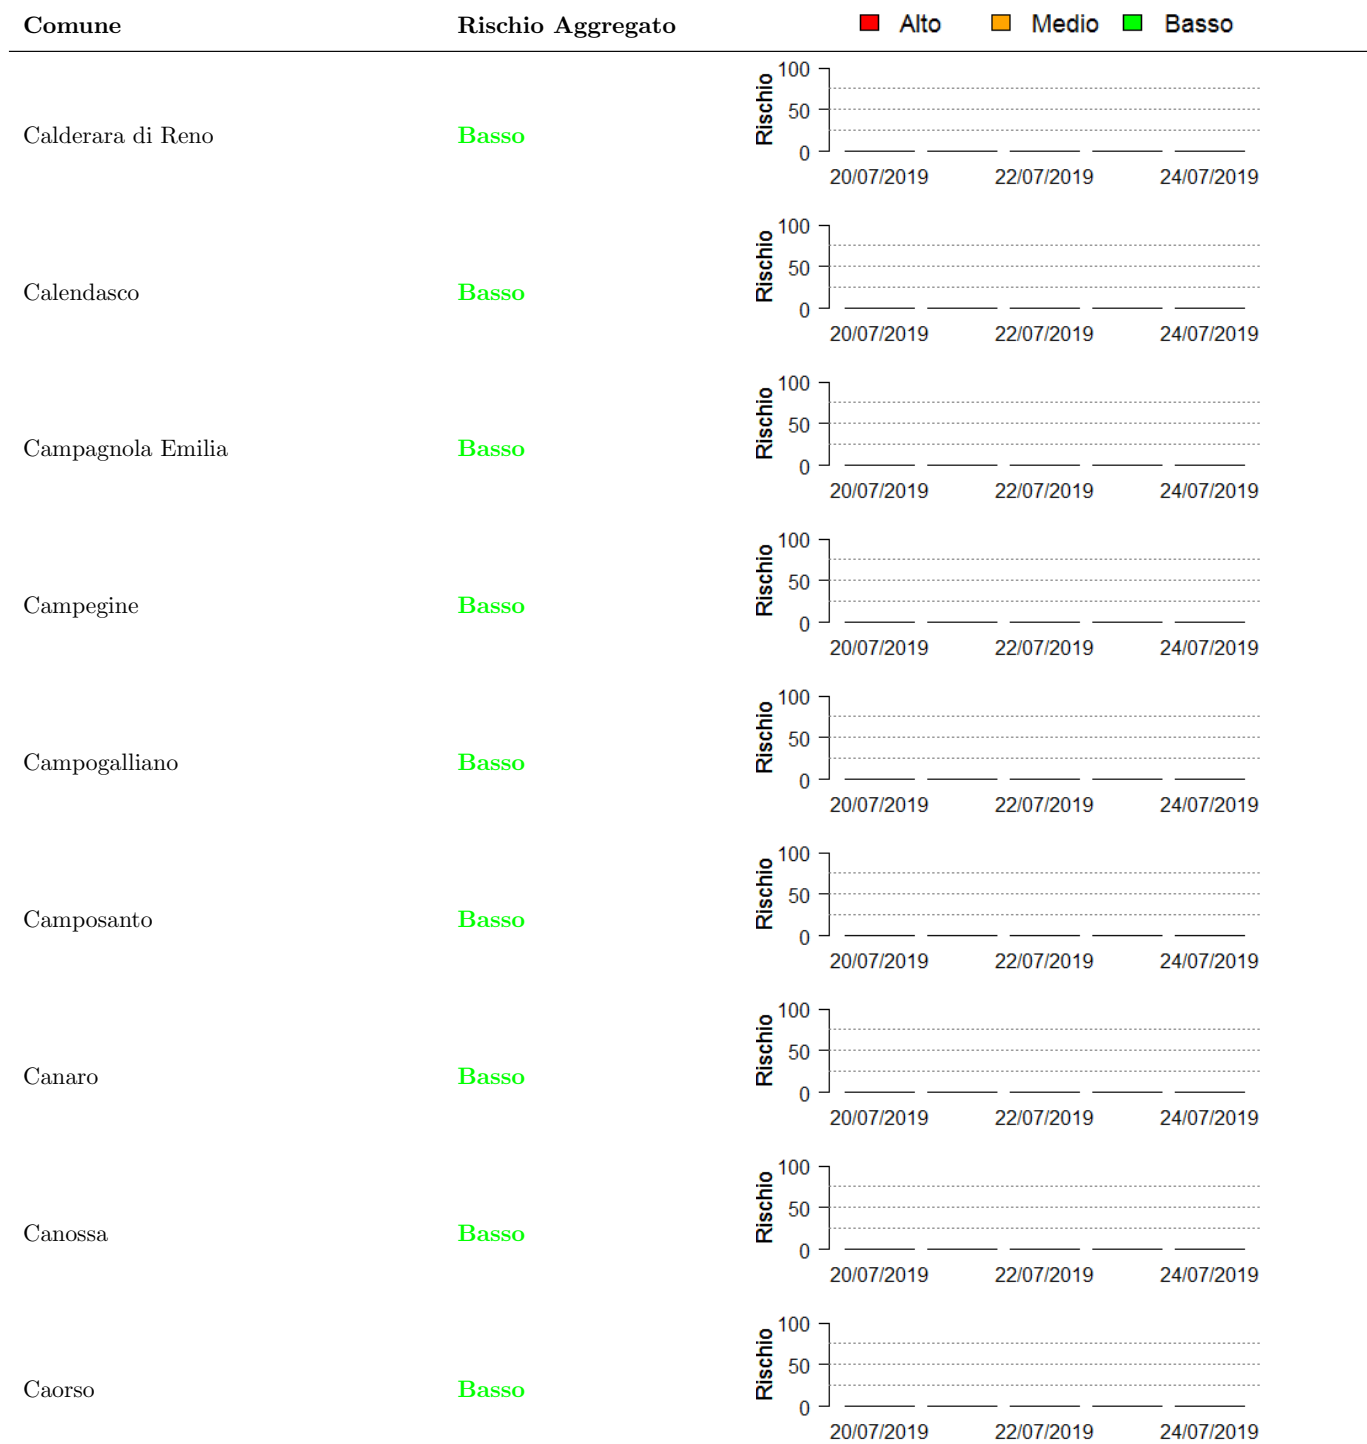 Comune Rischio Aggregato Alto Medio Basso
100
50
0
Rischio
Calderara di Reno Basso
20/07/2019 22/07/2019 24/07/2019
100
50
0
Rischio
Calendasco Basso
20/07/2019 22/07/2019 24/07/2019
100
50
0
Rischio
Campagnola Emilia Basso
20/07/2019 22/07/2019 24/07/2019
100
50
0
Rischio
Campegine Basso
20/07/2019 22/07/2019 24/07/2019
100
50
0
Rischio
Campogalliano Basso
20/07/2019 22/07/2019 24/07/2019
100
50
0
Rischio
Camposanto Basso
20/07/2019 22/07/2019 24/07/2019
100
50
0
Rischio
Canaro Basso
20/07/2019 22/07/2019 24/07/2019
100
50
0
Rischio
Canossa Basso
20/07/2019 22/07/2019 24/07/2019
100
50
0
Rischio
Caorso Basso
20/07/2019 22/07/2019 24/07/2019